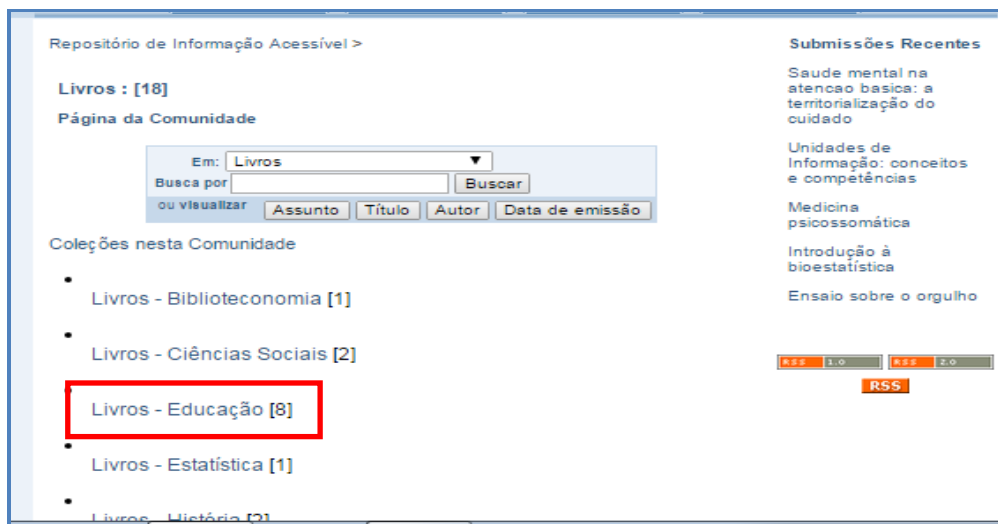 Repositório de Informação Acessível >
Livros : [18]
Página da Comunidade
Em: Livros
Busca por Buscar
ou visualizar Assunto Título Autor Data de emissão
Coleções nesta Comunidade
Livros - Biblioteconomia [1]
Livros - Ciências Sociais [2]
Livros - Educação [8]
Livros - Estatística [1]
Livros - História [2]
Submissões Recentes
Saude mental na
atencao basica: a
territorialização do
cuidado
Unidades de
Informação: conceitos
e competências
Medicina
psicossomática
Introdução à
bioestatística
Ensaio sobre o orgulho
RSS 1.0 RSS 2.0
RSS